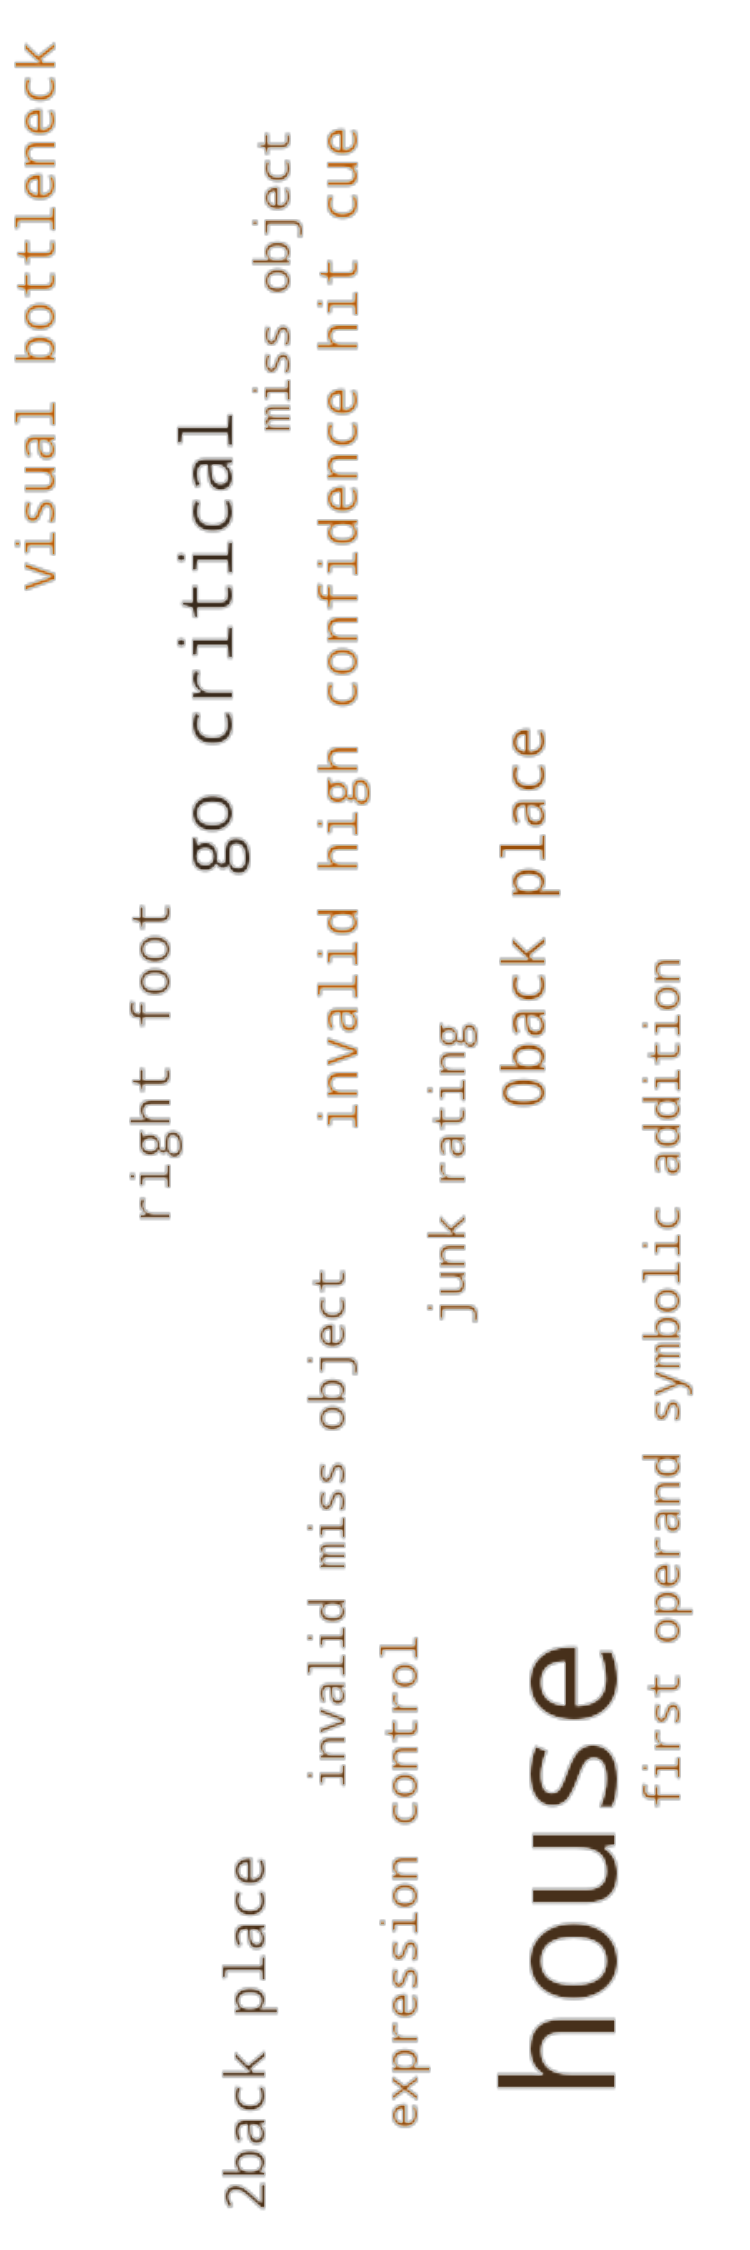 visual bottleneck
right foot
go critical
2back place
miss object
invalid high confidence hit cue
invalid miss object
expression control
junk rating
0back place
house
first operand symbolic addition